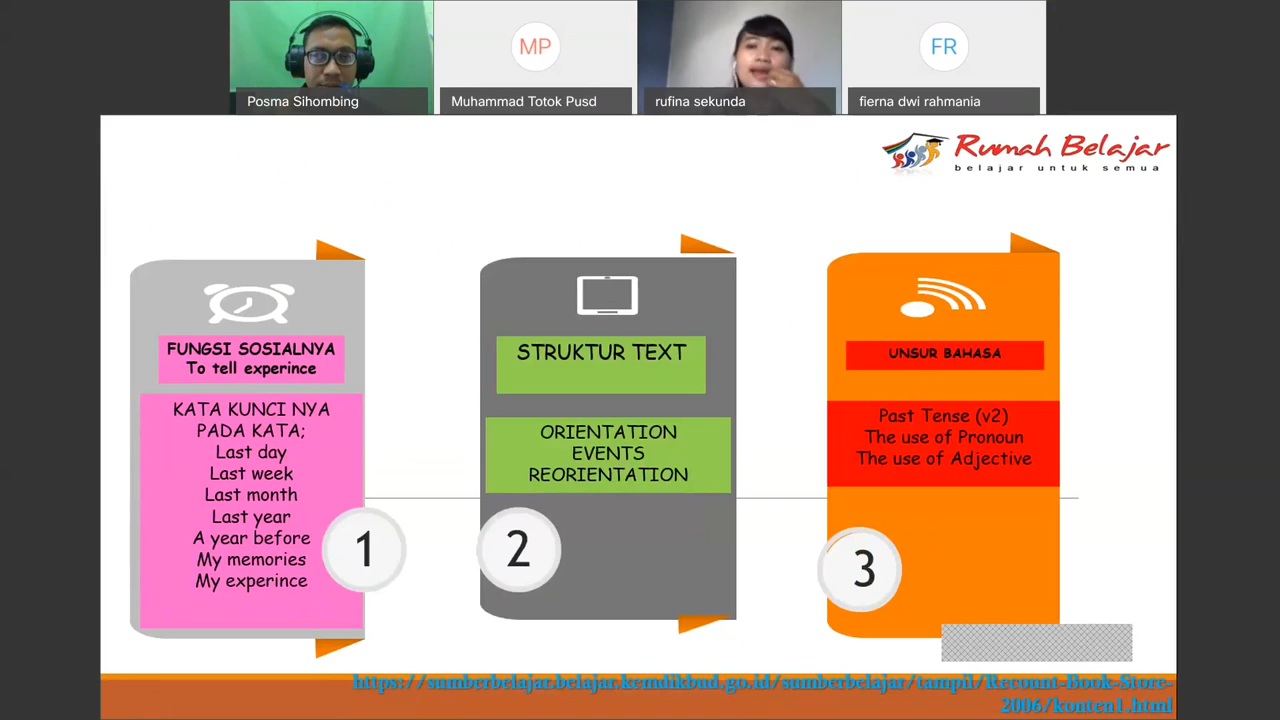 Posma Sihombing
MP
Muhammad Totok Pusd
rufina sekunda
FR
fierna dwi rahmania
Rumah Belajar
belajar untuk semua
FUNGSI SOSIALNYA
To tell experince
KATA KUNCI NYA
PADA KATA;
Last day
Last week
Last month
Last year
A year before
My memories
My experince
1
STRUKTUR TEXT
ORIENTATION
EVENTS
REORIENTATION
2
UNSUR BAHASA
Past Tense (v2)
The use of Pronoun
The use of Adjective
3
https://sumberbelajar.belajar.kemdikbud.go.id/sumberbelajar/tampil/Recount-Book-Store-
2006/konten1.html